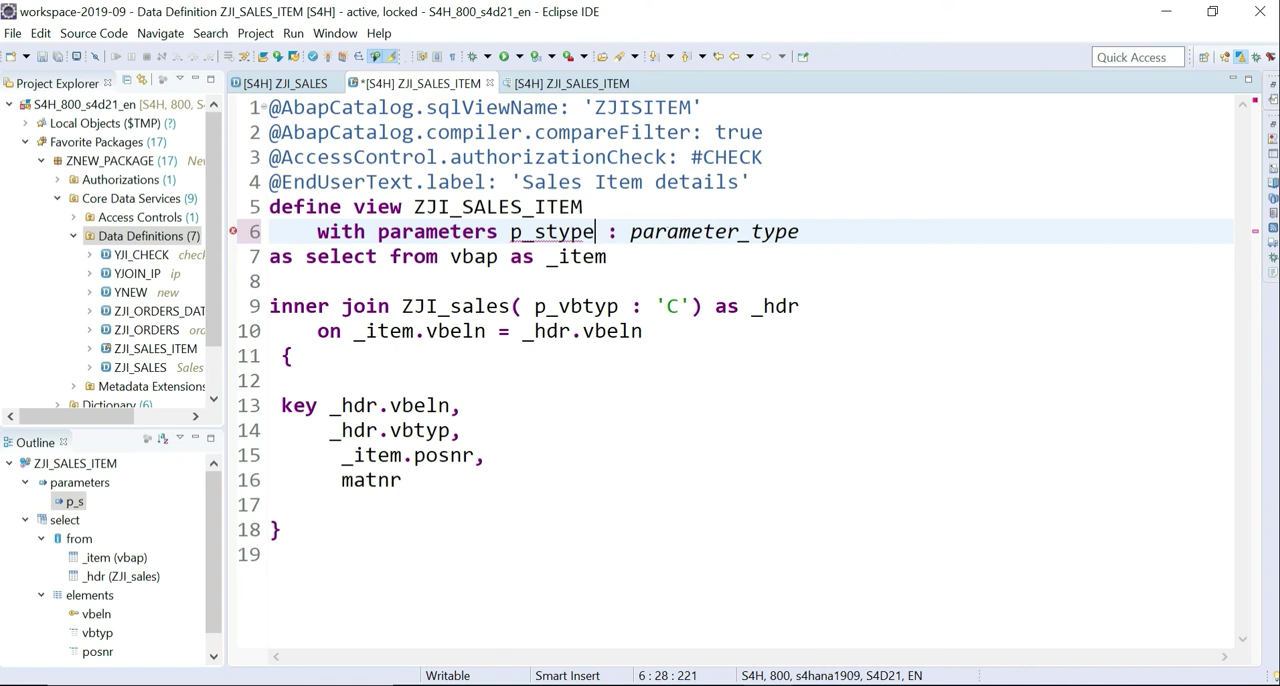 workspace-2019-09 - Data Definition ZJI_SALES_ITEM [S4H] - active, locked - S4H_800_s4d21_en - Eclipse IDE
File Edit Source Code Navigate Search Project Run Window Help
Quick Access
Project Explorer
[S4H] ZJI_SALES
*[S4H] ZJI_SALES_ITEM
[S4H] ZJI_SALES_ITEM
S4H_800_s4d21_en [S4H, 800, S-
Local Objects ($TMP) (?)
Favorite Packages (17)
ZNEW_PACKAGE (17) Nev
Authorizations (1)
Core Data Services (9)
Access Controls (1)
Data Definitions (7)
YJI_CHECK chec
YJOIN_IP ip
YNEW new
ZJI_ORDERS_DAT
ZJI_ORDERS ord
ZJI_SALES_ITEM
ZJI_SALES Sales
Metadata Extensions
Dictionary (6)
Outline
ZJI_SALES_ITEM
parameters
p_s
select
from
_item (vbap)
_hdr (ZJI_sales)
elements
vbeln
vbtyp
posnr
1 @AbapCatalog.sqlViewName: 'ZJISITEM'
2 @AbapCatalog.compiler.compareFilter: true
3 @AccessControl.authorizationCheck: #CHECK
4 @EndUserText.label: 'Sales Item details'
5 define view ZJI_SALES_ITEM
6 with parameters p_stype : parameter_type
7 as select from vbap as _item
8
9 inner join ZJI_sales( p_vbtyp : 'C') as _hdr
10 on _item.vbeln = _hdr.vbeln
11 {
12
13 key _hdr.vbeln,
14 _hdr.vbtyp,
15 _item.posnr,
16 matnr
17
18 }
19
Writable
Smart Insert
6 : 28 : 221
S4H, 800, s4hana1909, S4D21, EN